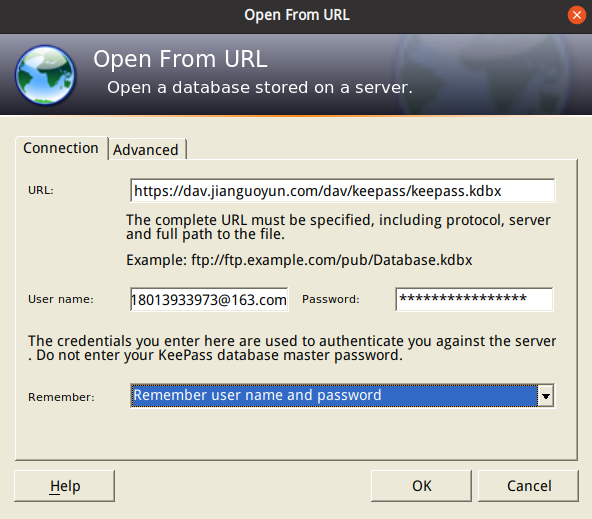 Open From URL
Open From URL
Open a database stored on a server.
Connection
Advanced
URL:
https://dav.jianguoyun.com/dav/keepass/keepass.kdbx
The complete URL must be specified, including protocol, server
and full path to the file.
Example: ftp://ftp.example.com/pub/Database.kdbx
User name:
18013933973@163.com
Password:
****************
The credentials you enter here are used to authenticate you against the server
. Do not enter your KeePass database master password.
Remember:
Remember user name and password
Help
OK
Cancel